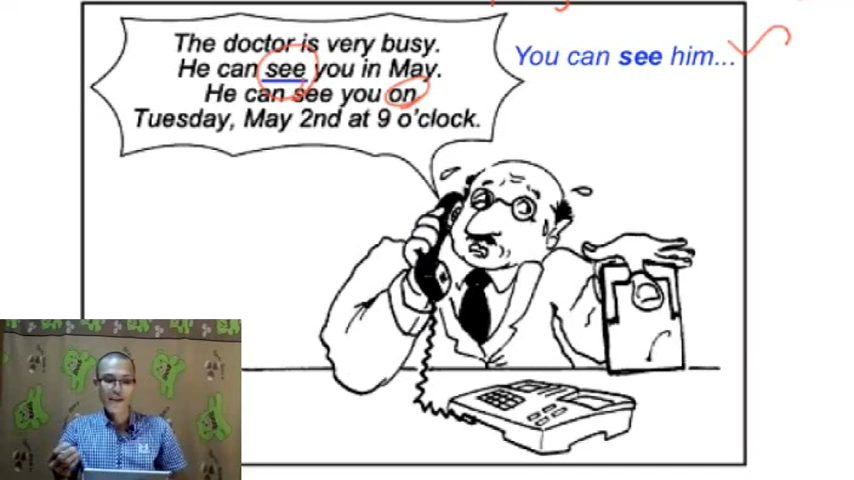 The doctor is very busy.
He can see you in May.
He can see you on
Tuesday, May 2nd at 9 o'clock.
You can see him...